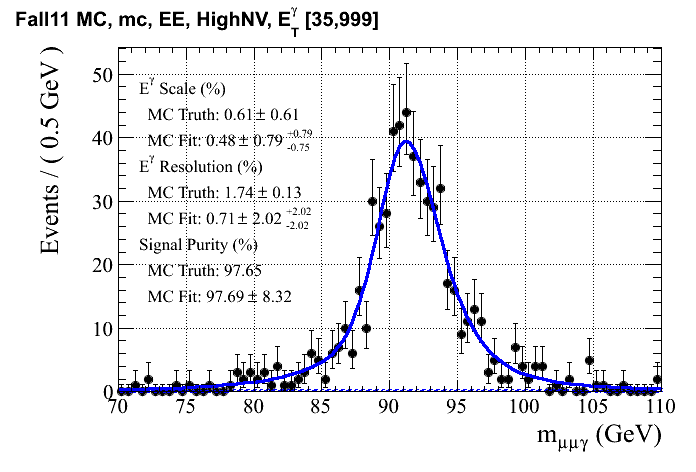 Fall11 MC, mc, EE, HighNV, E_T^γ [35,999]
Events / ( 0.5 GeV )
50
40
30
20
10
0
E^γ Scale (%)
MC Truth: 0.61 ± 0.61
MC Fit: 0.48 ± 0.79 +0.79 -0.75
E^γ Resolution (%)
MC Truth: 1.74 ± 0.13
MC Fit: 0.71 ± 2.02 +2.02 -2.02
Signal Purity (%)
MC Truth: 97.65
MC Fit: 97.69 ± 8.32
70 75 80 85 90 95 100 105 110
m_μμγ (GeV)